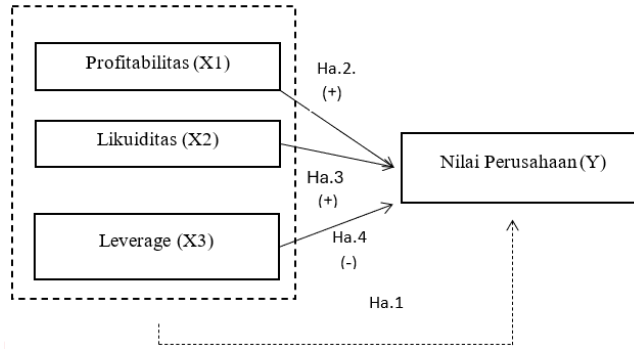 Profitabilitas (X1)
Ha.2.
(+)
Likuiditas (X2)
Nilai Perusahaan (Y)
Ha.3
(+)
Leverage (X3)
Ha.4
(-)
Ha.1